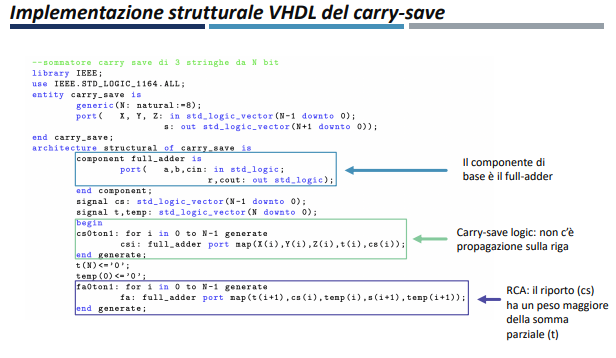 Implementazione strutturale VHDL del carry-save
--sommatore carry save di 3 stringhe da N bit
library IEEE;
use IEEE.STD_LOGIC_1164.ALL;
entity carry_save is
generic(N: natural:=8);
port( X, Y, Z: in std_logic_vector(N-1 downto 0);
s: out std_logic_vector(N+1 downto 0));
end carry_save;
architecture structural of carry_save is
component full_adder is
port( a,b,cin: in std_logic;
r,cout: out std_logic);
end component;
signal cs: std_logic_vector(N-1 downto 0);
signal t,temp: std_logic_vector(N downto 0);
begin
cs0ton1: for i in 0 to N-1 generate
csi: full_adder port map(X(i),Y(i),Z(i),t(i),cs(i));
end generate;
t(N)<='0';
temp(0)<='0';
fa0ton1: for i in 0 to N-1 generate
fa: full_adder port map(t(i+1),cs(i),temp(i),s(i+1),temp(i+1));
end generate;
Il componente di
base è il full-adder
Carry-save logic: non c'è
propagazione sulla riga
RCA: il riporto (cs)
ha un peso maggiore
della somma
parziale (t)